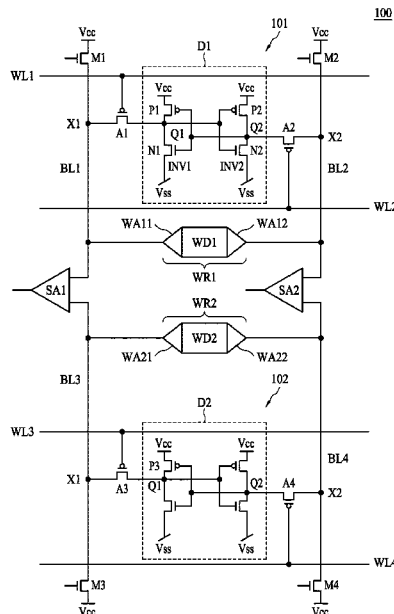 100
Vcc Vcc
M1 D1 101 M2
WL1 Vcc Vcc
P1 P2
X1 A1 Q1 Q2 A2 X2
BL1 N1 INV1 INV2 N2 BL2
Vss Vss
WL2
WA11 WD1 WA12
WR1
SA1 SA2
WR2
WA21 WD2 WA22
BL3 102
D2
WL3 Vcc Vcc BL4
P3
X1 A3 Q1 Q2 A4 X2
Vss Vss
WL4
M3 M4
Vcc Vcc